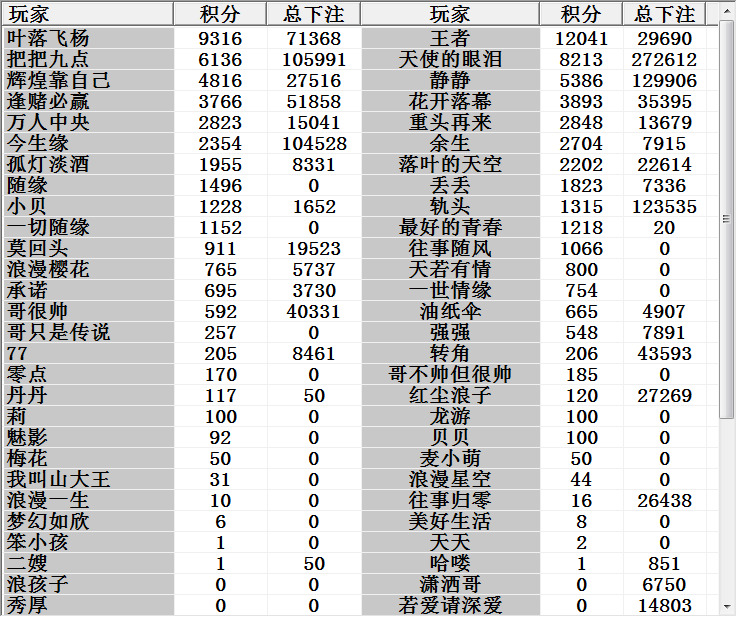 玩家 积分 总下注 玩家 积分 总下注
叶落飞杨 9316 71368 王者 12041 29690
把把九点 6136 105991 天使的眼泪 8213 272612
辉煌靠自己 4816 27516 静静 5386 129906
逢赌必赢 3766 51858 花开落幕 3893 35395
万人中央 2823 15041 重头再来 2848 13679
今生缘 2354 104528 余生 2704 7915
孤灯淡酒 1955 8331 落叶的天空 2202 22614
随缘 1496 0 丢丢 1823 7336
小贝 1228 1652 轨头 1315 123535
一切随缘 1152 0 最好的青春 1218 20
莫回头 911 19523 往事随风 1066 0
浪漫樱花 765 5737 天若有情 800 0
承诺 695 3730 一世情缘 754 0
哥很帅 592 40331 油纸伞 665 4907
哥只是传说 257 0 强强 548 7891
77 205 8461 转角 206 43593
零点 170 0 哥不帅但很帅 185 0
丹丹 117 50 红尘浪子 120 27269
莉 100 0 龙游 100 0
魅影 92 0 贝贝 100 0
梅花 50 0 麦小萌 50 0
我叫山大王 31 0 浪漫星空 44 0
浪漫一生 10 0 往事归零 16 26438
梦幻如欣 6 0 美好生活 8 0
笨小孩 1 0 天天 2 0
二嫂 1 50 哈喽 1 851
浪孩子 0 0 潇洒哥 0 6750
秀厚 0 0 若爱请深爱 0 14803